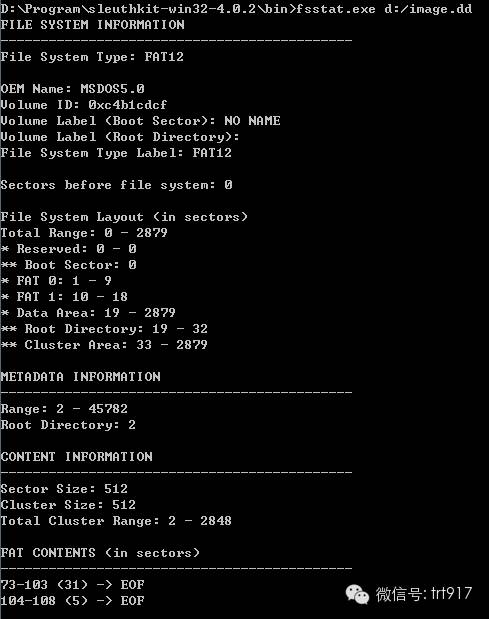 D:\Program\sleuthkit-win32-4.0.2\bin>fsstat.exe d:/image.dd
FILE SYSTEM INFORMATION
--------------------------------------------
File System Type: FAT12
OEM Name: MSDOS5.0
Volume ID: 0xc4b1cdcf
Volume Label (Boot Sector): NO NAME
Volume Label (Root Directory):
File System Type Label: FAT12
Sectors before file system: 0
File System Layout (in sectors)
Total Range: 0 - 2879
* Reserved: 0 - 0
** Boot Sector: 0
* FAT 0: 1 - 9
* FAT 1: 10 - 18
* Data Area: 19 - 2879
** Root Directory: 19 - 32
** Cluster Area: 33 - 2879
METADATA INFORMATION
--------------------------------------------
Range: 2 - 45782
Root Directory: 2
CONTENT INFORMATION
--------------------------------------------
Sector Size: 512
Cluster Size: 512
Total Cluster Range: 2 - 2848
FAT CONTENTS (in sectors)
--------------------------------------------
73-103 (31) -> EOF
104-108 (5) -> EOF
微信号: trt917